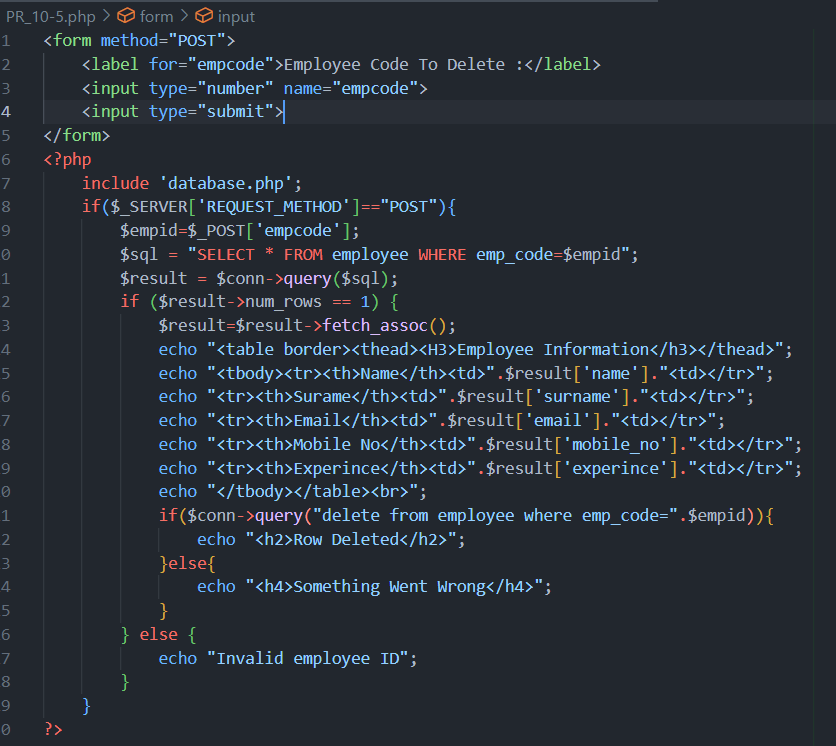 PR_10-5.php > form > input
1 <form method="POST">
2     <label for="empcode">Employee Code To Delete :</label>
3     <input type="number" name="empcode">
4     <input type="submit">
5 </form>
6 <?php
7     include 'database.php';
8     if($_SERVER['REQUEST_METHOD']=="POST"){
9         $empid=$_POST['empcode'];
0         $sql = "SELECT * FROM employee WHERE emp_code=$empid";
1         $result = $conn->query($sql);
2         if ($result->num_rows == 1) {
3             $result=$result->fetch_assoc();
4             echo "<table border><thead><H3>Employee Information</h3></thead>";
5             echo "<tbody><tr><th>Name</th><td>".$result['name']."<td></tr>";
6             echo "<tr><th>Surame</th><td>".$result['surname']."<td></tr>";
7             echo "<tr><th>Email</th><td>".$result['email']."<td></tr>";
8             echo "<tr><th>Mobile No</th><td>".$result['mobile_no']."<td></tr>";
9             echo "<tr><th>Experince</th><td>".$result['experince']."<td></tr>";
0             echo "</tbody></table><br>";
1             if($conn->query("delete from employee where emp_code=".$empid)){
2                 echo "<h2>Row Deleted</h2>";
3             }else{
4                 echo "<h4>Something Went Wrong</h4>";
5             }
6         } else {
7             echo "Invalid employee ID";
8         }
9     }
0 ?>